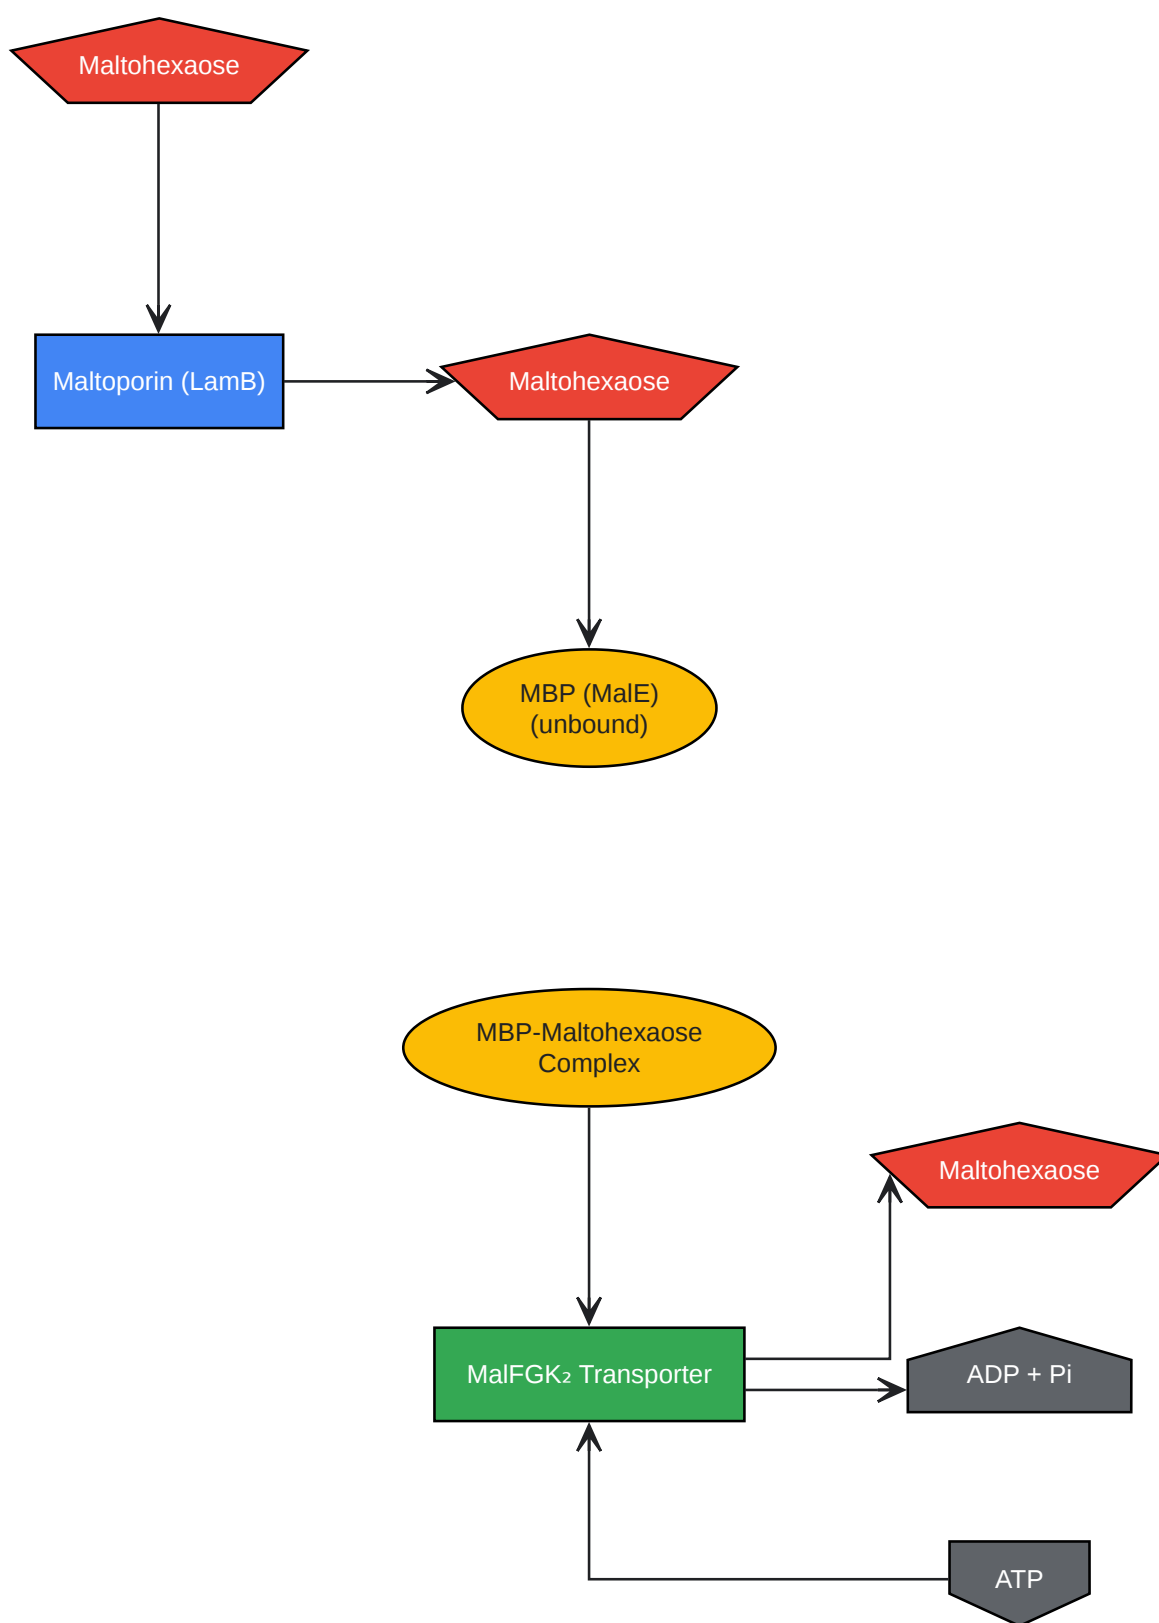 Maltohexaose
Maltoporin (LamB)
Maltohexaose
MBP (MalE)
(unbound)
MBP-Maltohexaose
Complex
Maltohexaose
MalFGK₂ Transporter
ADP + Pi
ATP